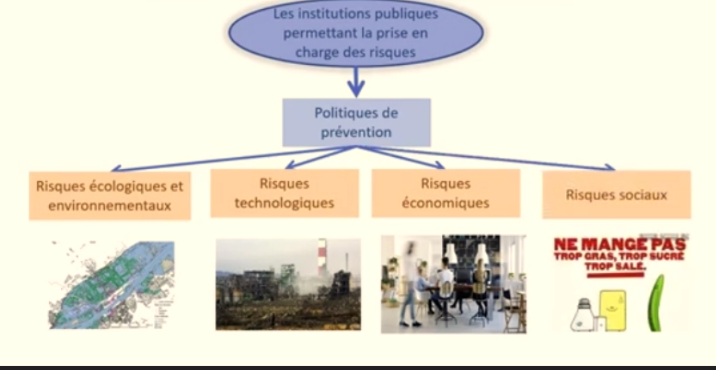 Les institutions publiques
permettant la prise en
charge des risques
Politiques de
prévention
Risques écologiques et
environnementaux
Risques
technologiques
Risques
économiques
Risques sociaux
NE MANGE PAS
TROP GRAS, TROP SUCRÉ
TROP SALÉ.